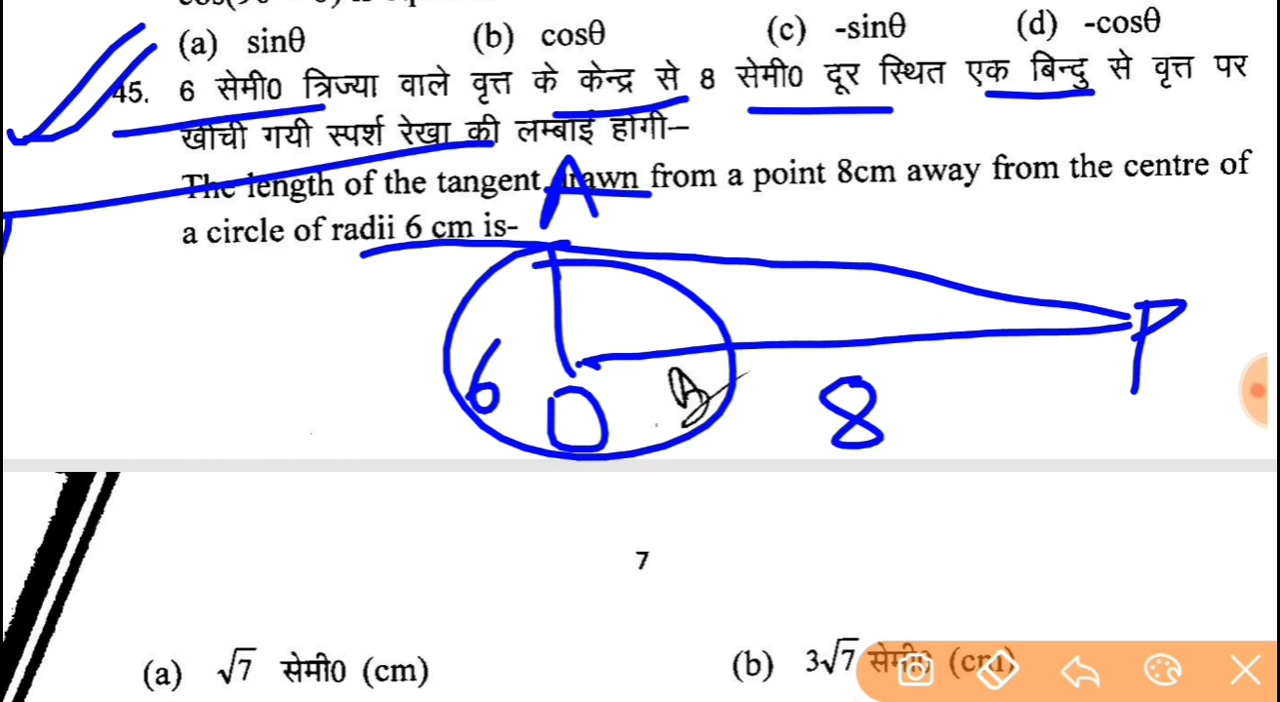 (a) sinθ (b) cosθ (c) -sinθ (d) -cosθ
45. 6 सेमी0 त्रिज्या वाले वृत्त के केन्द्र से 8 सेमी0 दूर स्थित एक बिन्दु से वृत्त पर
खींची गयी स्पर्श रेखा की लम्बाई होगी–
The length of the tangent drawn from a point 8cm away from the centre of
a circle of radii 6 cm is-
A
P
6 O B 8
7
(a) √7 सेमी0 (cm) (b) 3√7 सेमी0 (cm)